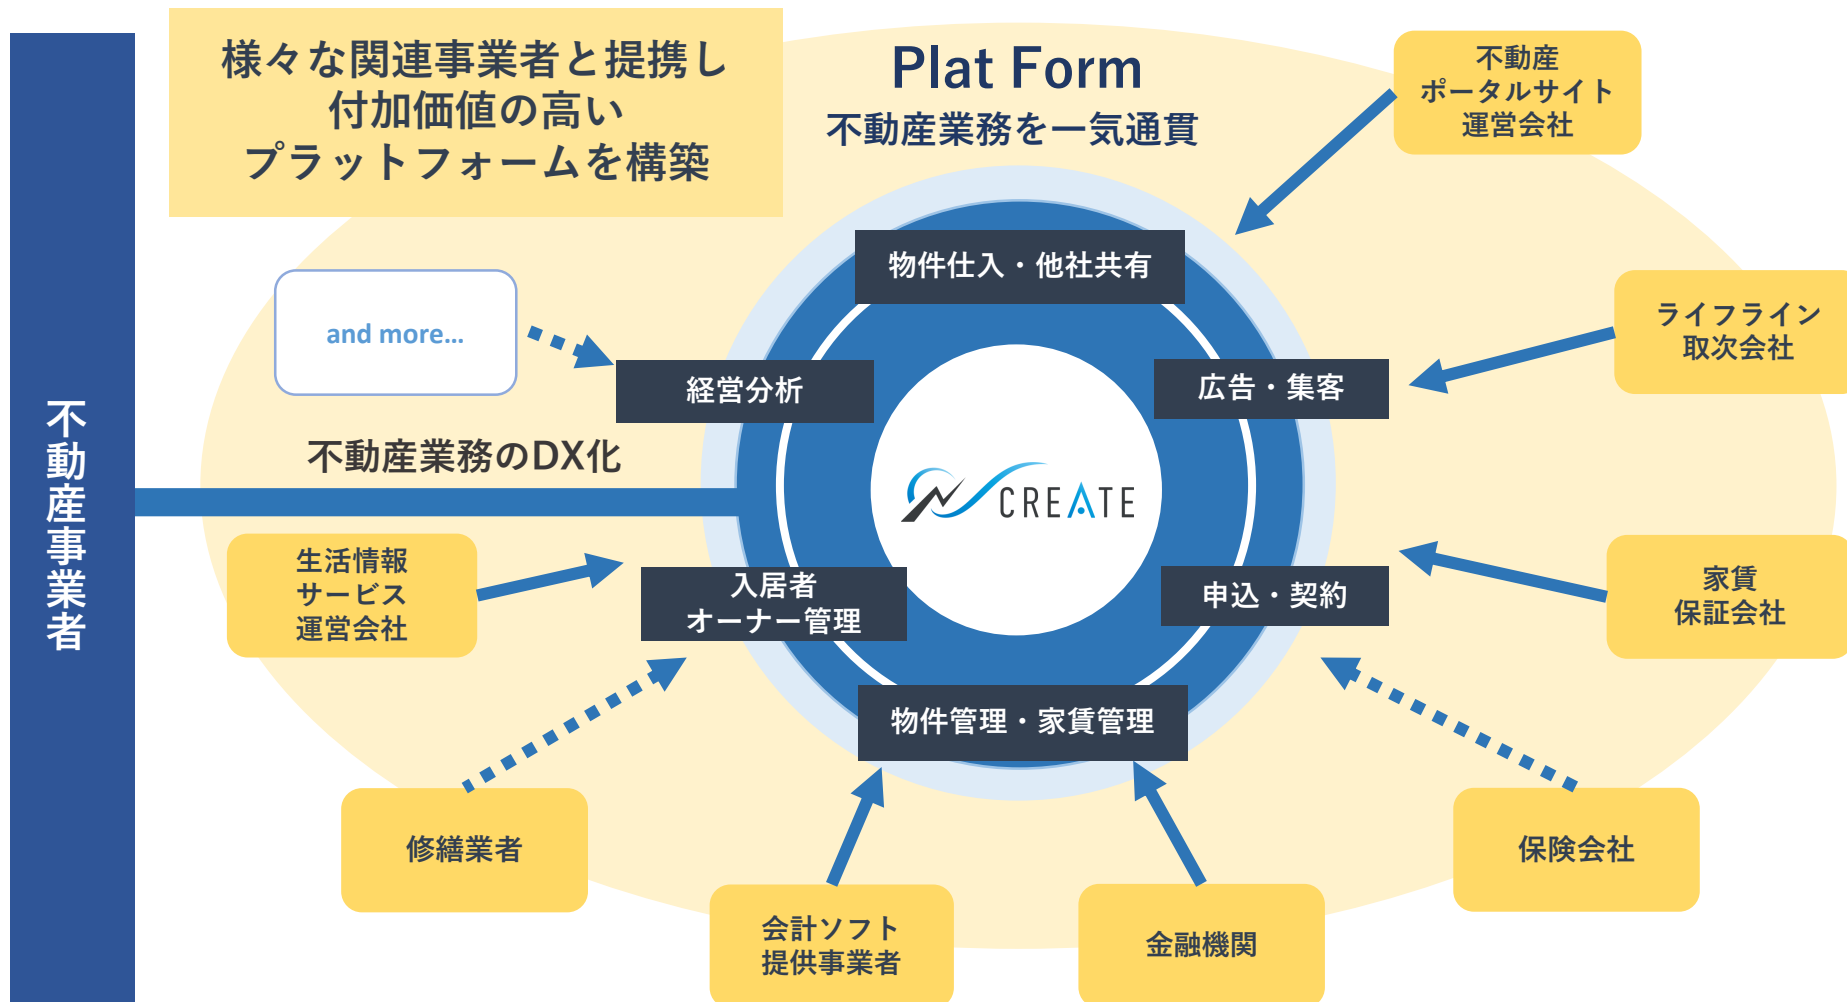 様々な関連事業者と提携し
付加価値の高い
プラットフォームを構築
Plat Form
不動産業務を一気通貫
不動産
ポータルサイト
運営会社
物件仕入・他社共有
and more...
ライフライン
取次会社
経営分析
広告・集客
不動産事業者
不動産業務のDX化
CREATE
生活情報
サービス
運営会社
入居者
オーナー管理
申込・契約
家賃
保証会社
物件管理・家賃管理
修繕業者
保険会社
会計ソフト
提供事業者
金融機関